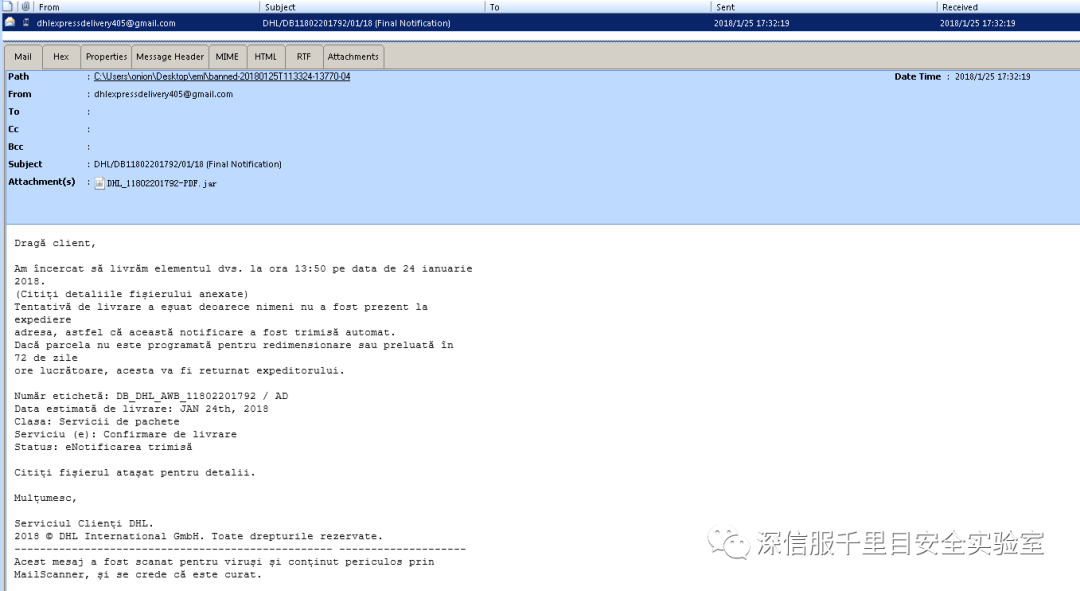 From Subject To Sent Received
dhlexpressdelivery405@gmail.com DHL/DB11802201792/01/18 (Final Notification) 2018/1/25 17:32:19 2018/1/25 17:32:19
Mail Hex Properties Message Header MIME HTML RTF Attachments
Path : C:\Users\onion\Desktop\eml\banned-20180125T113324-13770-04 Date Time : 2018/1/25 17:32:19
From : dhlexpressdelivery405@gmail.com
To :
Cc :
Bcc :
Subject : DHL/DB11802201792/01/18 (Final Notification)
Attachment(s) : DHL_11802201792-PDF.jar
Dragă client,
Am încercat să livrăm elementul dvs. la ora 13:50 pe data de 24 ianuarie
2018.
(Citiți detaliile fișierului anexate)
Tentativă de livrare a eșuat deoarece nimeni nu a fost prezent la
expediere
adresa, astfel că această notificare a fost trimisă automat.
Dacă parcela nu este programată pentru redimensionare sau preluată în
72 de zile
ore lucrătoare, acesta va fi returnat expeditorului.
Număr etichetă: DB_DHL_AWB_11802201792 / AD
Data estimată de livrare: JAN 24th, 2018
Clasa: Servicii de pachete
Serviciu (e): Confirmare de livrare
Status: eNotificarea trimisă
Citiți fișierul atașat pentru detalii.
Mulțumesc,
Serviciul Clienți DHL.
2018 © DHL International GmbH. Toate drepturile rezervate.
-------------------------------------------------- --------------------
Acest mesaj a fost scanat pentru viruși și conținut periculos prin
MailScanner, și se crede că este curat.
深信服千里目安全实验室